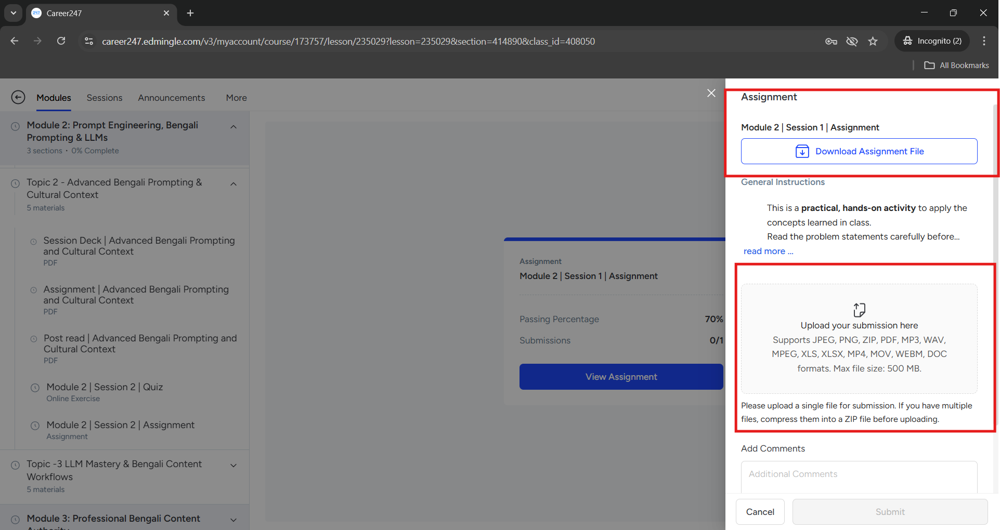 Career247
career247.edmingle.com/v3/myaccount/course/173757/lesson/235029?lesson=235029&section=414890&class_id=408050
Incognito (2)
All Bookmarks
Modules
Sessions
Announcements
More
Module 2: Prompt Engineering, Bengali
Prompting & LLMs
3 sections • 0% Complete
Topic 2 - Advanced Bengali Prompting &
Cultural Context
5 materials
Session Deck | Advanced Bengali Prompting
and Cultural Context
PDF
Assignment | Advanced Bengali Prompting
and Cultural Context
PDF
Post read | Advanced Bengali Prompting and
Cultural Context
PDF
Module 2 | Session 2 | Quiz
Online Exercise
Module 2 | Session 2 | Assignment
Assignment
Topic -3 LLM Mastery & Bengali Content
Workflows
5 materials
Module 3: Professional Bengali Content
Authority
Assignment
Module 2 | Session 1 | Assignment
Passing Percentage 70%
Submissions 0/1
View Assignment
Assignment
Module 2 | Session 1 | Assignment
Download Assignment File
General Instructions
This is a practical, hands-on activity to apply the
concepts learned in class.
Read the problem statements carefully before...
read more ...
Upload your submission here
Supports JPEG, PNG, ZIP, PDF, MP3, WAV,
MPEG, XLS, XLSX, MP4, MOV, WEBM, DOC
formats. Max file size: 500 MB.
Please upload a single file for submission. If you have multiple
files, compress them into a ZIP file before uploading.
Add Comments
Additional Comments
Cancel
Submit